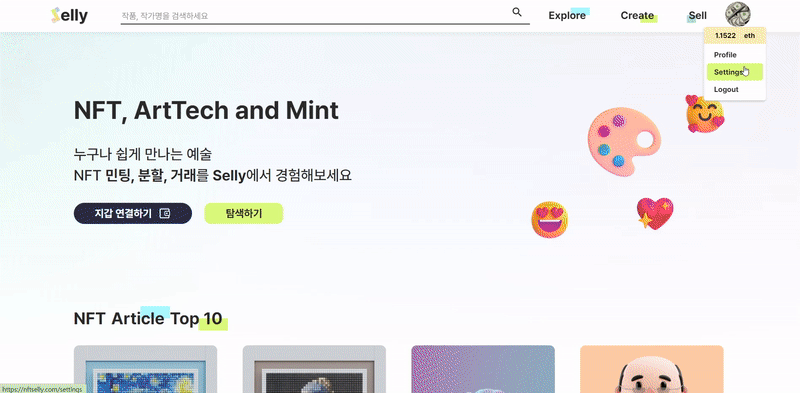 Selly
작품, 작가명을 검색하세요
Explore
Create
Sell
1.1522 eth
Profile
Settings
Logout
NFT, ArtTech and Mint
누구나 쉽게 만나는 예술
NFT 민팅, 분할, 거래를 Selly에서 경험해보세요
지갑 연결하기
탐색하기
NFT Article Top 10
https://nftselly.com/settings